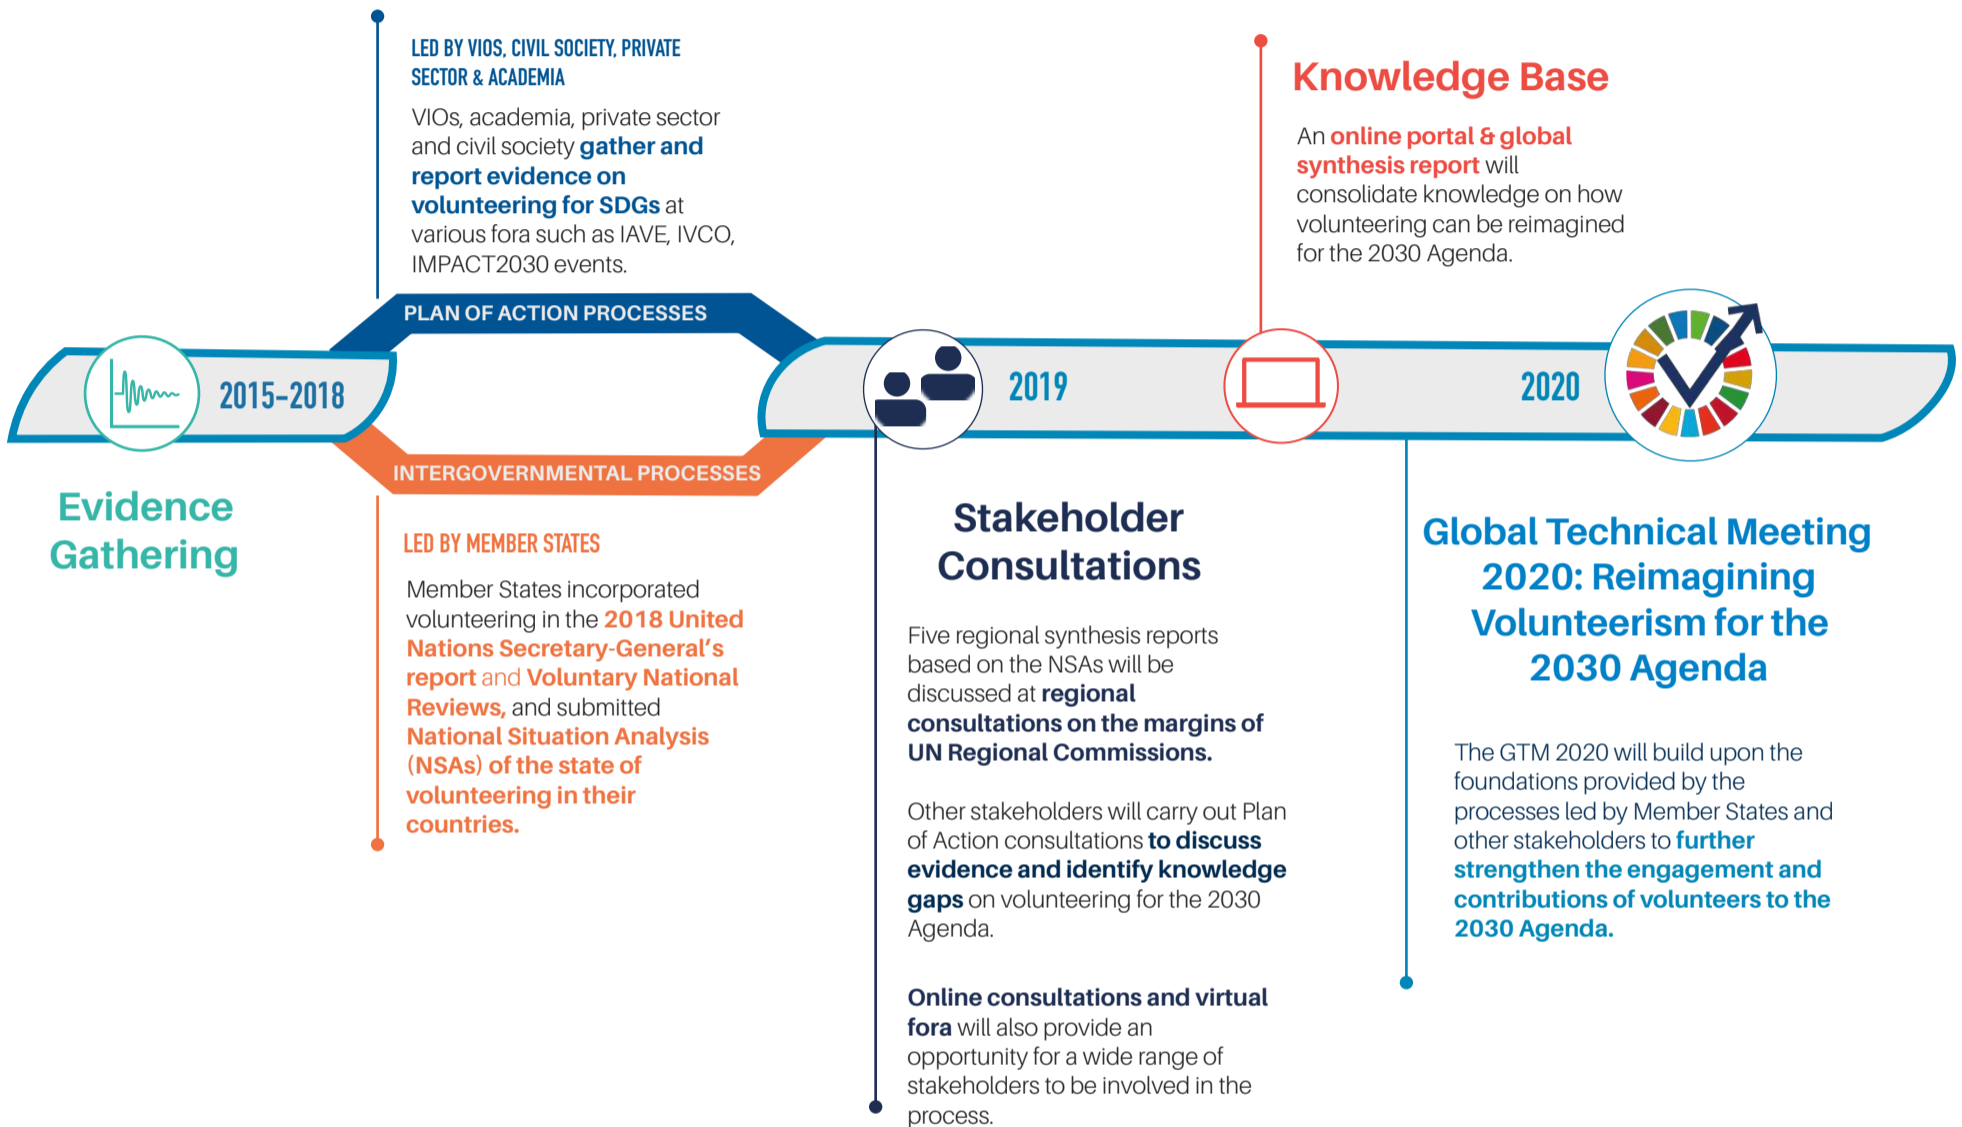 LED BY VIOS, CIVIL SOCIETY, PRIVATE
SECTOR & ACADEMIA
VIOs, academia, private sector
and civil society gather and
report evidence on
volunteering for SDGs at
various fora such as IAVE, IVCO,
IMPACT2030 events.
Knowledge Base
An online portal & global
synthesis report will
consolidate knowledge on how
volunteering can be reimagined
for the 2030 Agenda.
PLAN OF ACTION PROCESSES
2015-2018
2019
2020
INTERGOVERNMENTAL PROCESSES
Evidence
Gathering
LED BY MEMBER STATES
Member States incorporated
volunteering in the 2018 United
Nations Secretary-General's
report and Voluntary National
Reviews, and submitted
National Situation Analysis
(NSAs) of the state of
volunteering in their
countries.
Stakeholder
Consultations
Five regional synthesis reports
based on the NSAs will be
discussed at regional
consultations on the margins of
UN Regional Commissions.
Other stakeholders will carry out Plan
of Action consultations to discuss
evidence and identify knowledge
gaps on volunteering for the 2030
Agenda.
Online consultations and virtual
fora will also provide an
opportunity for a wide range of
stakeholders to be involved in the
process.
Global Technical Meeting
2020: Reimagining
Volunteerism for the
2030 Agenda
The GTM 2020 will build upon the
foundations provided by the
processes led by Member States and
other stakeholders to further
strengthen the engagement and
contributions of volunteers to the
2030 Agenda.